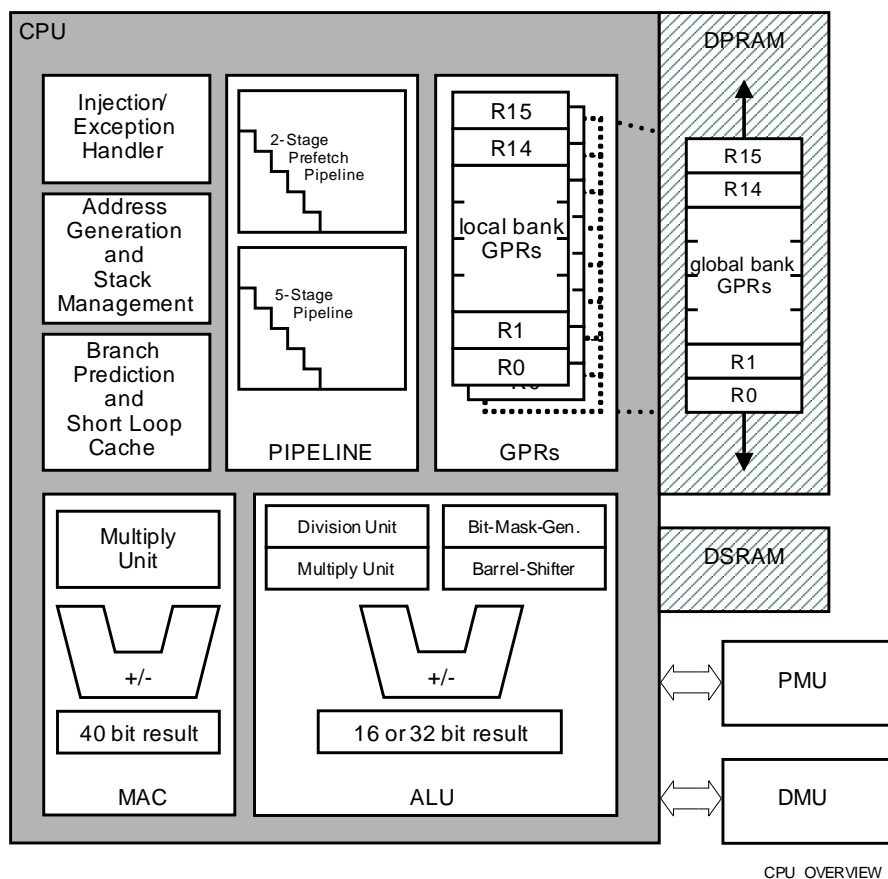 CPU
DPRAM
Injection/
Exception
Handler
Address
Generation
and
Stack
Management
Branch
Prediction
and
Short Loop
Cache
2-Stage
Prefetch
Pipeline
5-Stage
Pipeline
PIPELINE
R15
R14
local bank
GPRs
R1
R0
R0
GPRs
R15
R14
global bank
GPRs
R1
R0
Multiply
Unit
+/-
40 bit result
MAC
Division Unit
Multiply Unit
Bit-Mask-Gen.
Barrel-Shifter
+/-
16 or 32 bit result
ALU
DSRAM
PMU
DMU
CPU OVERVIEW